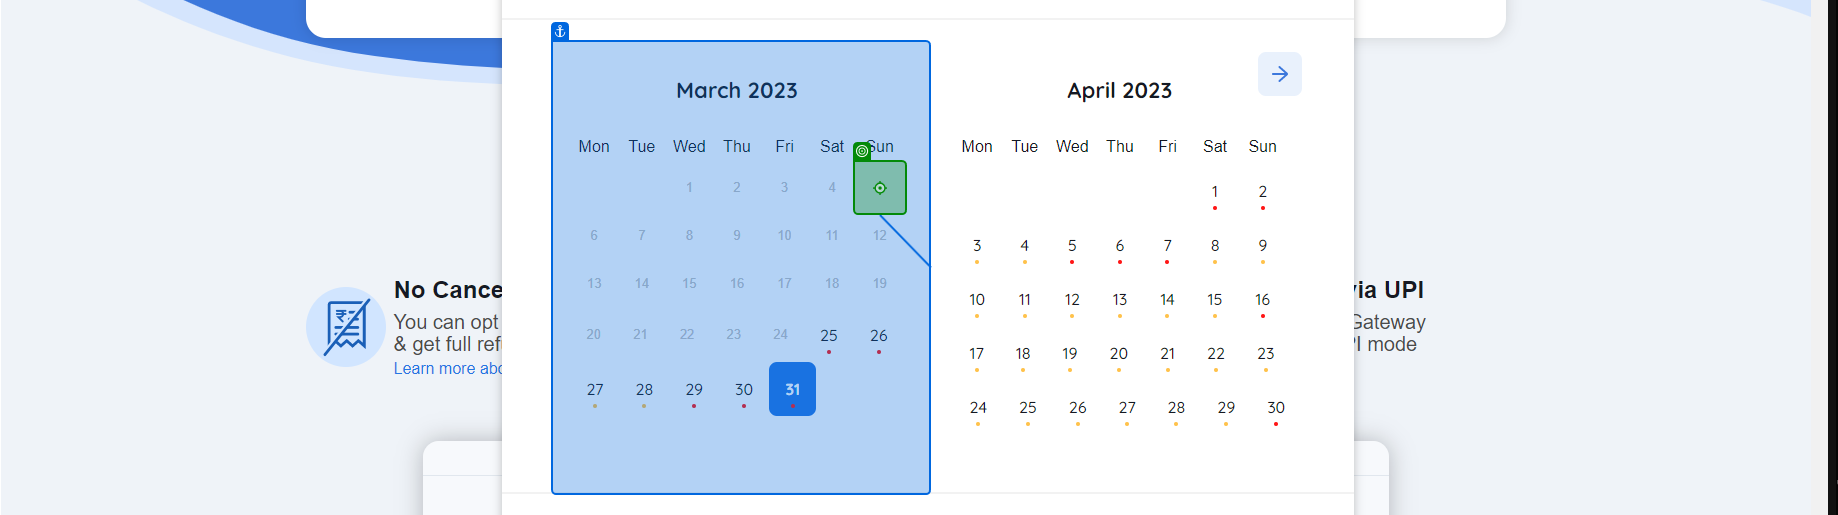 March 2023
Mon Tue Wed Thu Fri Sat Sun
1 2 3 4
6 7 8 9 10 11 12
13 14 15 16 17 18 19
20 21 22 23 24 25 26
27 28 29 30 31
April 2023
Mon Tue Wed Thu Fri Sat Sun
1 2
3 4 5 6 7 8 9
10 11 12 13 14 15 16
17 18 19 20 21 22 23
24 25 26 27 28 29 30
No Cance
You can opt
& get full ref
Learn more abo
via UPI
Gateway
PI mode